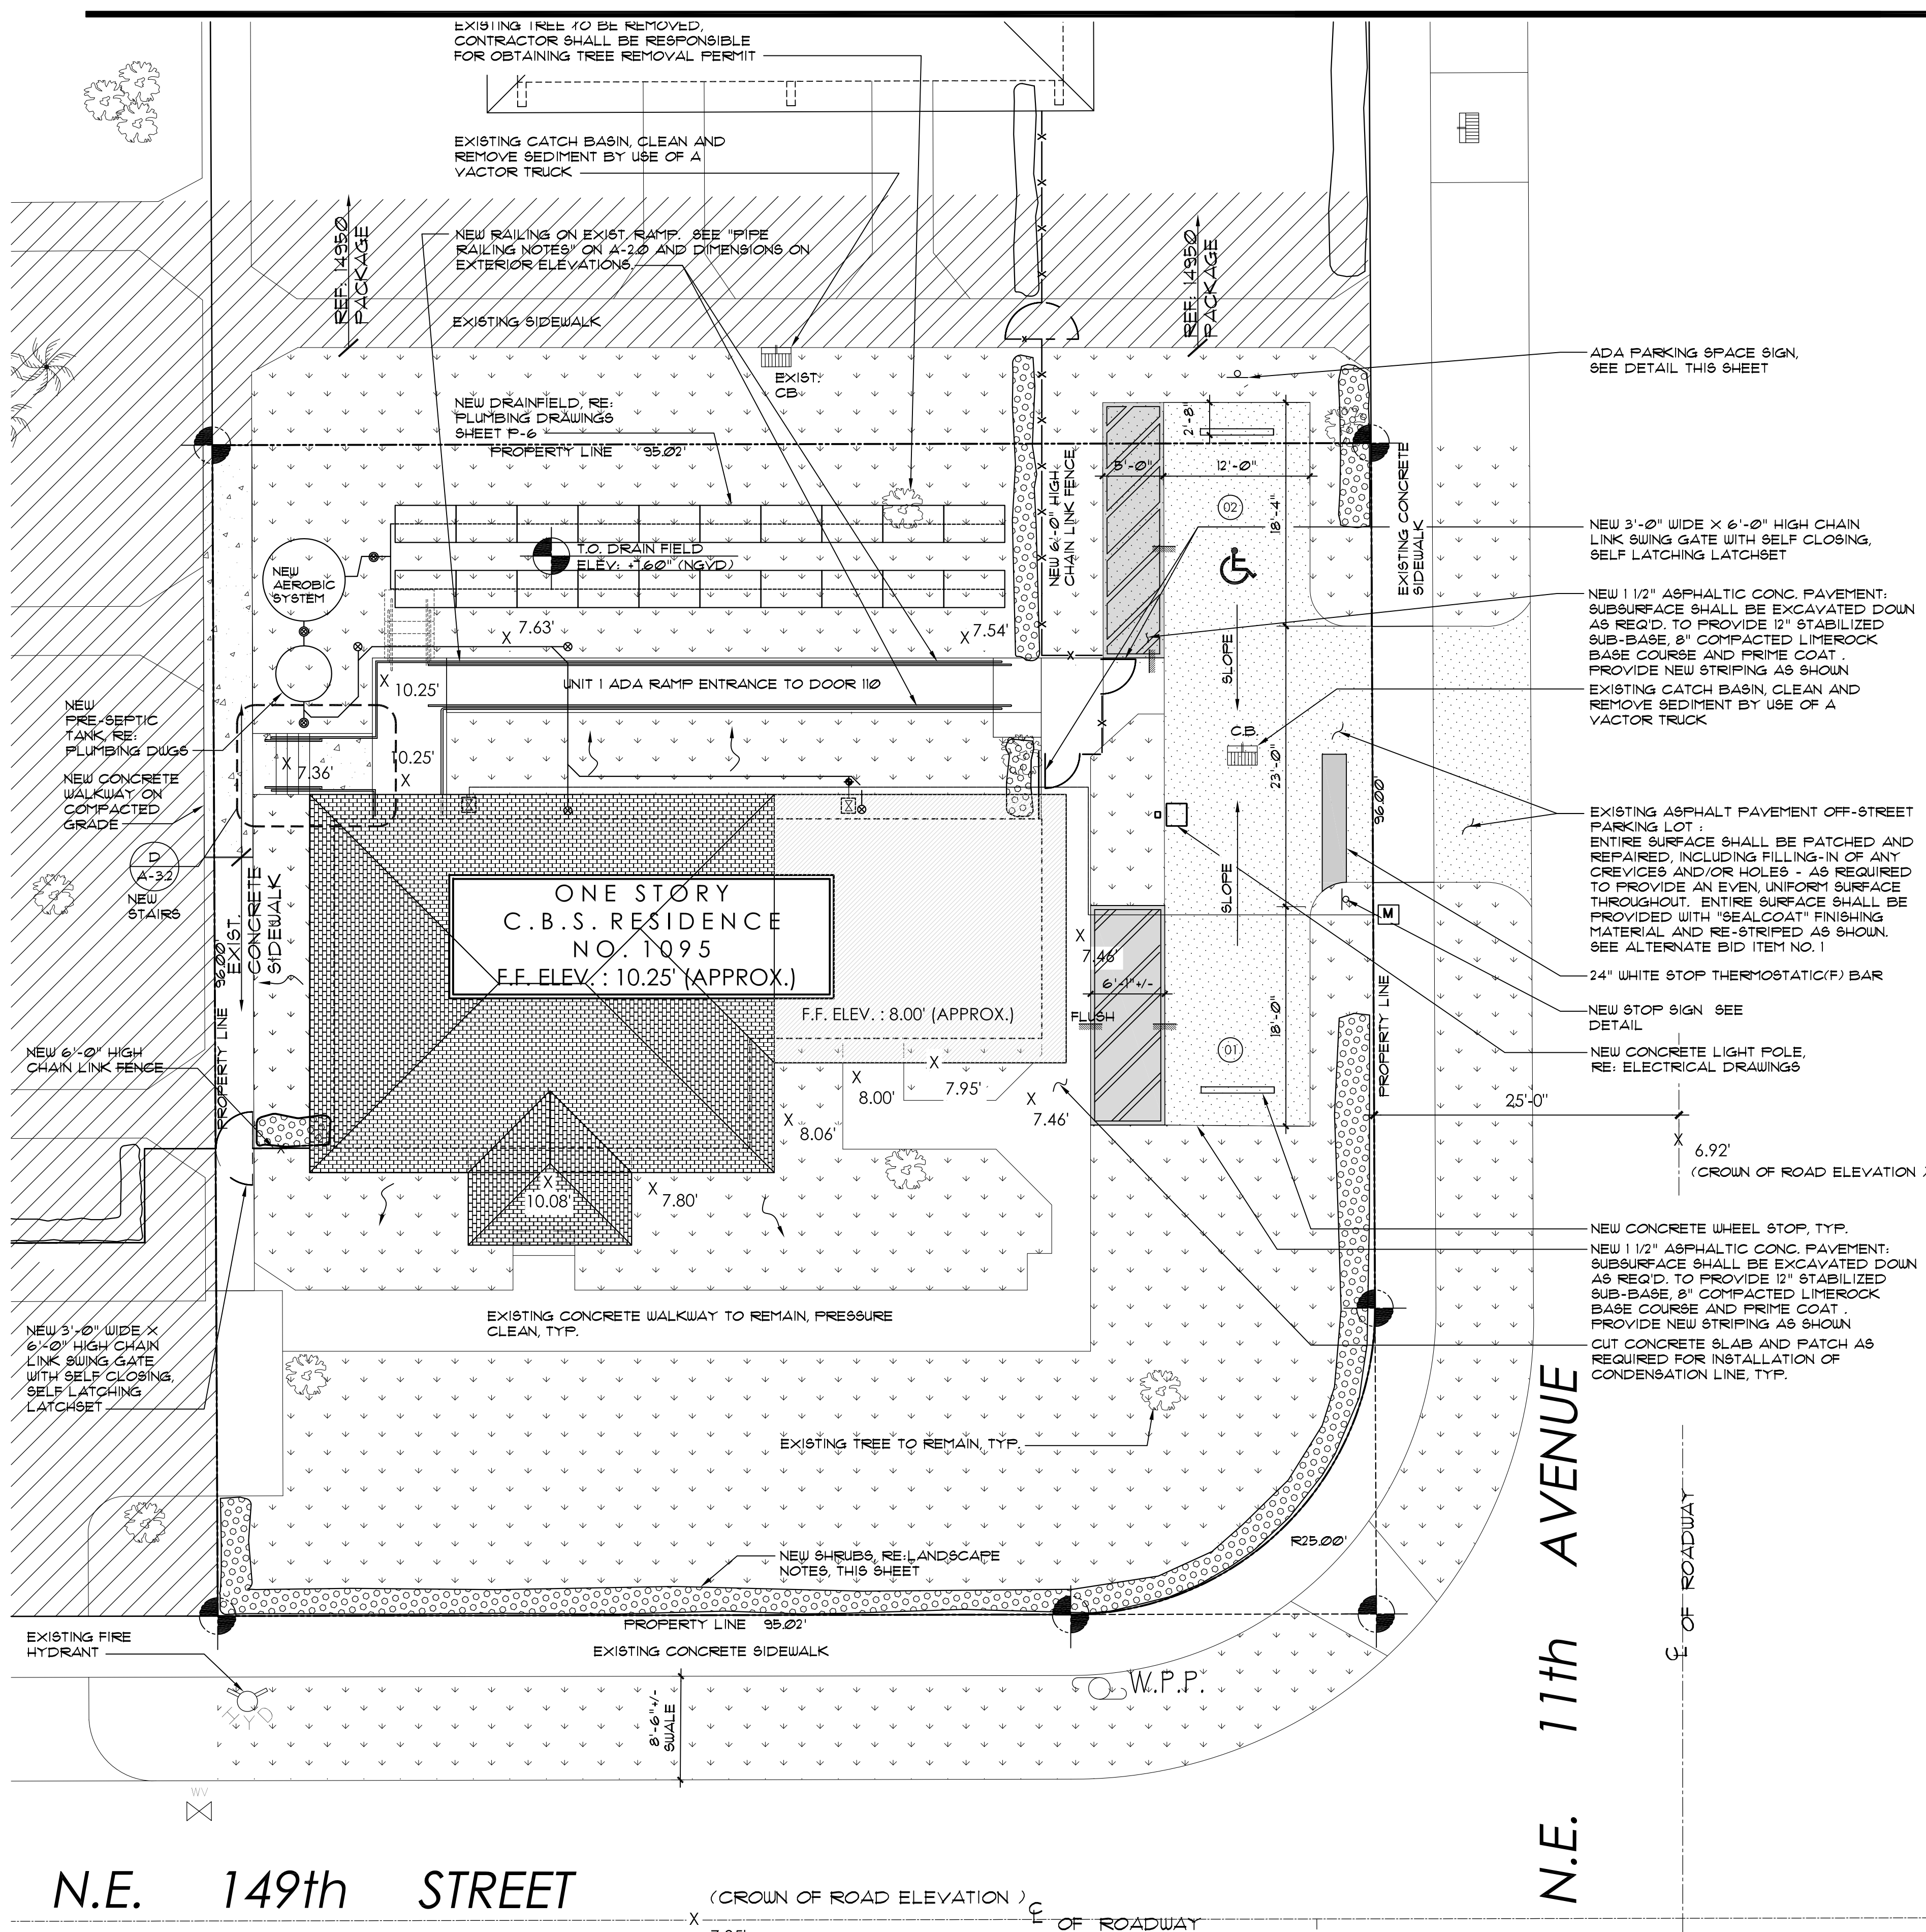 EXISTING TREE TO BE REMOVED,
CONTRACTOR SHALL BE RESPONSIBLE
FOR OBTAINING TREE REMOVAL PERMIT
EXISTING CATCH BASIN, CLEAN AND
REMOVE SEDIMENT BY USE OF A
VACTOR TRUCK
REF: 14950
PACKAGE
NEW RAILING ON EXIST. RAMP. SEE "PIPE
RAILING NOTES" ON A-2.0 AND DIMENSIONS ON
EXTERIOR ELEVATIONS.
REF: 14950
PACKAGE
EXISTING SIDEWALK
EXIST.
CB
NEW DRAINFIELD, RE:
PLUMBING DRAWINGS
SHEET P-6
PROPERTY LINE 95.02'
ADA PARKING SPACE SIGN,
SEE DETAIL THIS SHEET
2'-8"
5'-0"
12'-0"
18'-4"
02
NEW 6'-0" HIGH
CHAIN LINK FENCE
EXISTING CONCRETE
SIDEWALK
NEW 3'-0" WIDE X 6'-0" HIGH CHAIN
LINK SWING GATE WITH SELF CLOSING,
SELF LATCHING LATCHSET
T.O. DRAIN FIELD
ELEV: +7.60" (NGVD)
NEW
AEROBIC
SYSTEM
NEW 1 1/2" ASPHALTIC CONC. PAVEMENT:
SUBSURFACE SHALL BE EXCAVATED DOWN
AS REQ'D. TO PROVIDE 12" STABILIZED
SUB-BASE, 8" COMPACTED LIMEROCK
BASE COURSE AND PRIME COAT .
PROVIDE NEW STRIPING AS SHOWN
X 7.63'
X 7.54'
SLOPE
X
10.25'
UNIT 1 ADA RAMP ENTRANCE TO DOOR 110
EXISTING CATCH BASIN, CLEAN AND
REMOVE SEDIMENT BY USE OF A
VACTOR TRUCK
NEW
PRE-SEPTIC
TANK, RE:
PLUMBING DWGS
C.B.
23'-0"
10.25'
X
X 7.36'
NEW CONCRETE
WALKWAY ON
COMPACTED
GRADE
96.00'
EXISTING ASPHALT PAVEMENT OFF-STREET
PARKING LOT :
ENTIRE SURFACE SHALL BE PATCHED AND
REPAIRED, INCLUDING FILLING-IN OF ANY
CREVICES AND/OR HOLES - AS REQUIRED
TO PROVIDE AN EVEN, UNIFORM SURFACE
THROUGHOUT. ENTIRE SURFACE SHALL BE
PROVIDED WITH "SEALCOAT" FINISHING
MATERIAL AND RE-STRIPED AS SHOWN.
SEE ALTERNATE BID ITEM NO. 1
D
A-3.2
NEW
STAIRS
EXIST.
CONCRETE
SIDEWALK
PROPERTY LINE 96.00'
ONE STORY
C.B.S. RESIDENCE
NO. 1095
F.F. ELEV. : 10.25' (APPROX.)
F.F. ELEV. : 8.00' (APPROX.)
SLOPE
M
X
7.46'
6'-1"+/-
FLUSH
18'-0"
01
PROPERTY LINE
24" WHITE STOP THERMOSTATIC(F) BAR
NEW STOP SIGN SEE
DETAIL
NEW CONCRETE LIGHT POLE,
RE: ELECTRICAL DRAWINGS
NEW 6'-0" HIGH
CHAIN LINK FENCE
X
X 7.95'
8.00'
X
7.46'
X 8.06'
25'-0"
X
6.92'
(CROWN OF ROAD ELEVATION )
X
10.08'
X 7.80'
NEW CONCRETE WHEEL STOP, TYP.
NEW 1 1/2" ASPHALTIC CONC. PAVEMENT:
SUBSURFACE SHALL BE EXCAVATED DOWN
AS REQ'D. TO PROVIDE 12" STABILIZED
SUB-BASE, 8" COMPACTED LIMEROCK
BASE COURSE AND PRIME COAT .
PROVIDE NEW STRIPING AS SHOWN
CUT CONCRETE SLAB AND PATCH AS
REQUIRED FOR INSTALLATION OF
CONDENSATION LINE, TYP.
EXISTING CONCRETE WALKWAY TO REMAIN, PRESSURE
CLEAN, TYP.
NEW 3'-0" WIDE X
6'-0" HIGH CHAIN
LINK SWING GATE
WITH SELF CLOSING,
SELF LATCHING
LATCHSET
EXISTING TREE TO REMAIN, TYP.
R25.00'
NEW SHRUBS, RE:LANDSCAPE
NOTES, THIS SHEET
PROPERTY LINE 95.02'
EXISTING CONCRETE SIDEWALK
EXISTING FIRE
HYDRANT
HYD
W.P.P.
8'-6"+/-
SWALE
WV
N.E. 11th AVENUE
℄ OF ROADWAY
N.E. 149th STREET
(CROWN OF ROAD ELEVATION )
X
℄ OF ROADWAY